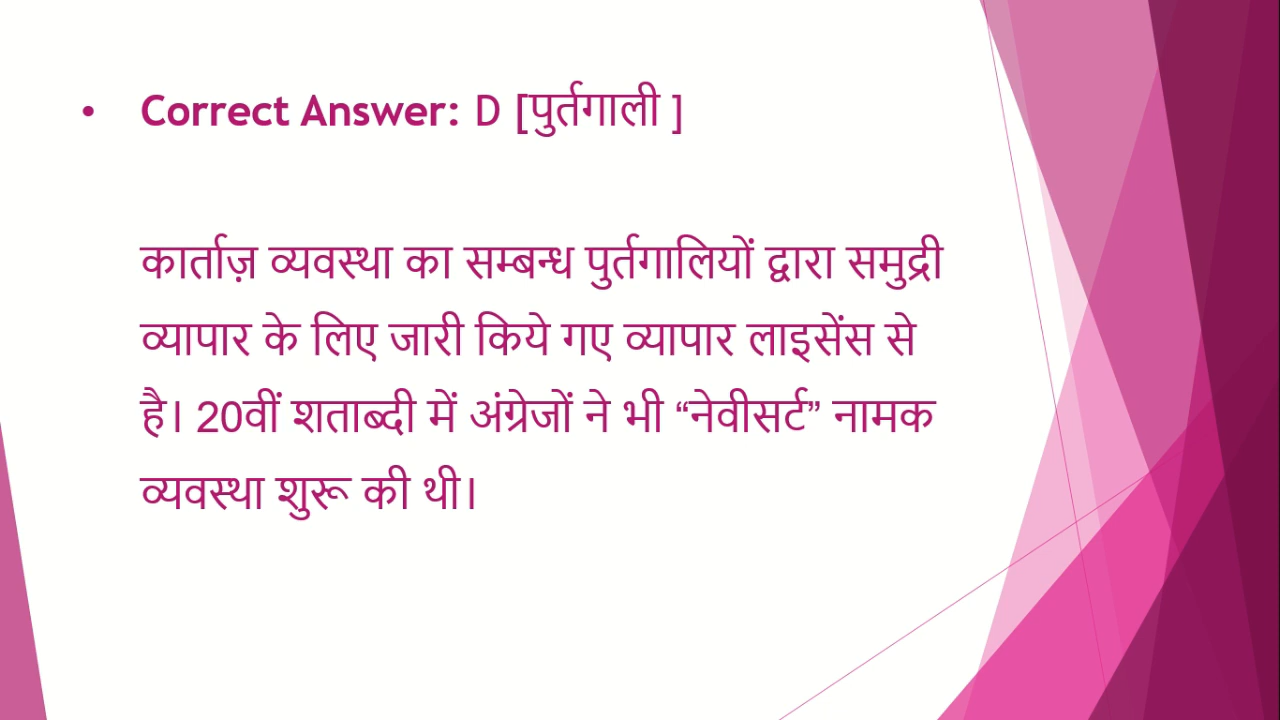 • Correct Answer: D [पुर्तगाली ]
कार्ताज़ व्यवस्था का सम्बन्ध पुर्तगालियों द्वारा समुद्री
व्यापार के लिए जारी किये गए व्यापार लाइसेंस से
है। 20वीं शताब्दी में अंग्रेजों ने भी “नेवीसर्ट” नामक
व्यवस्था शुरू की थी।